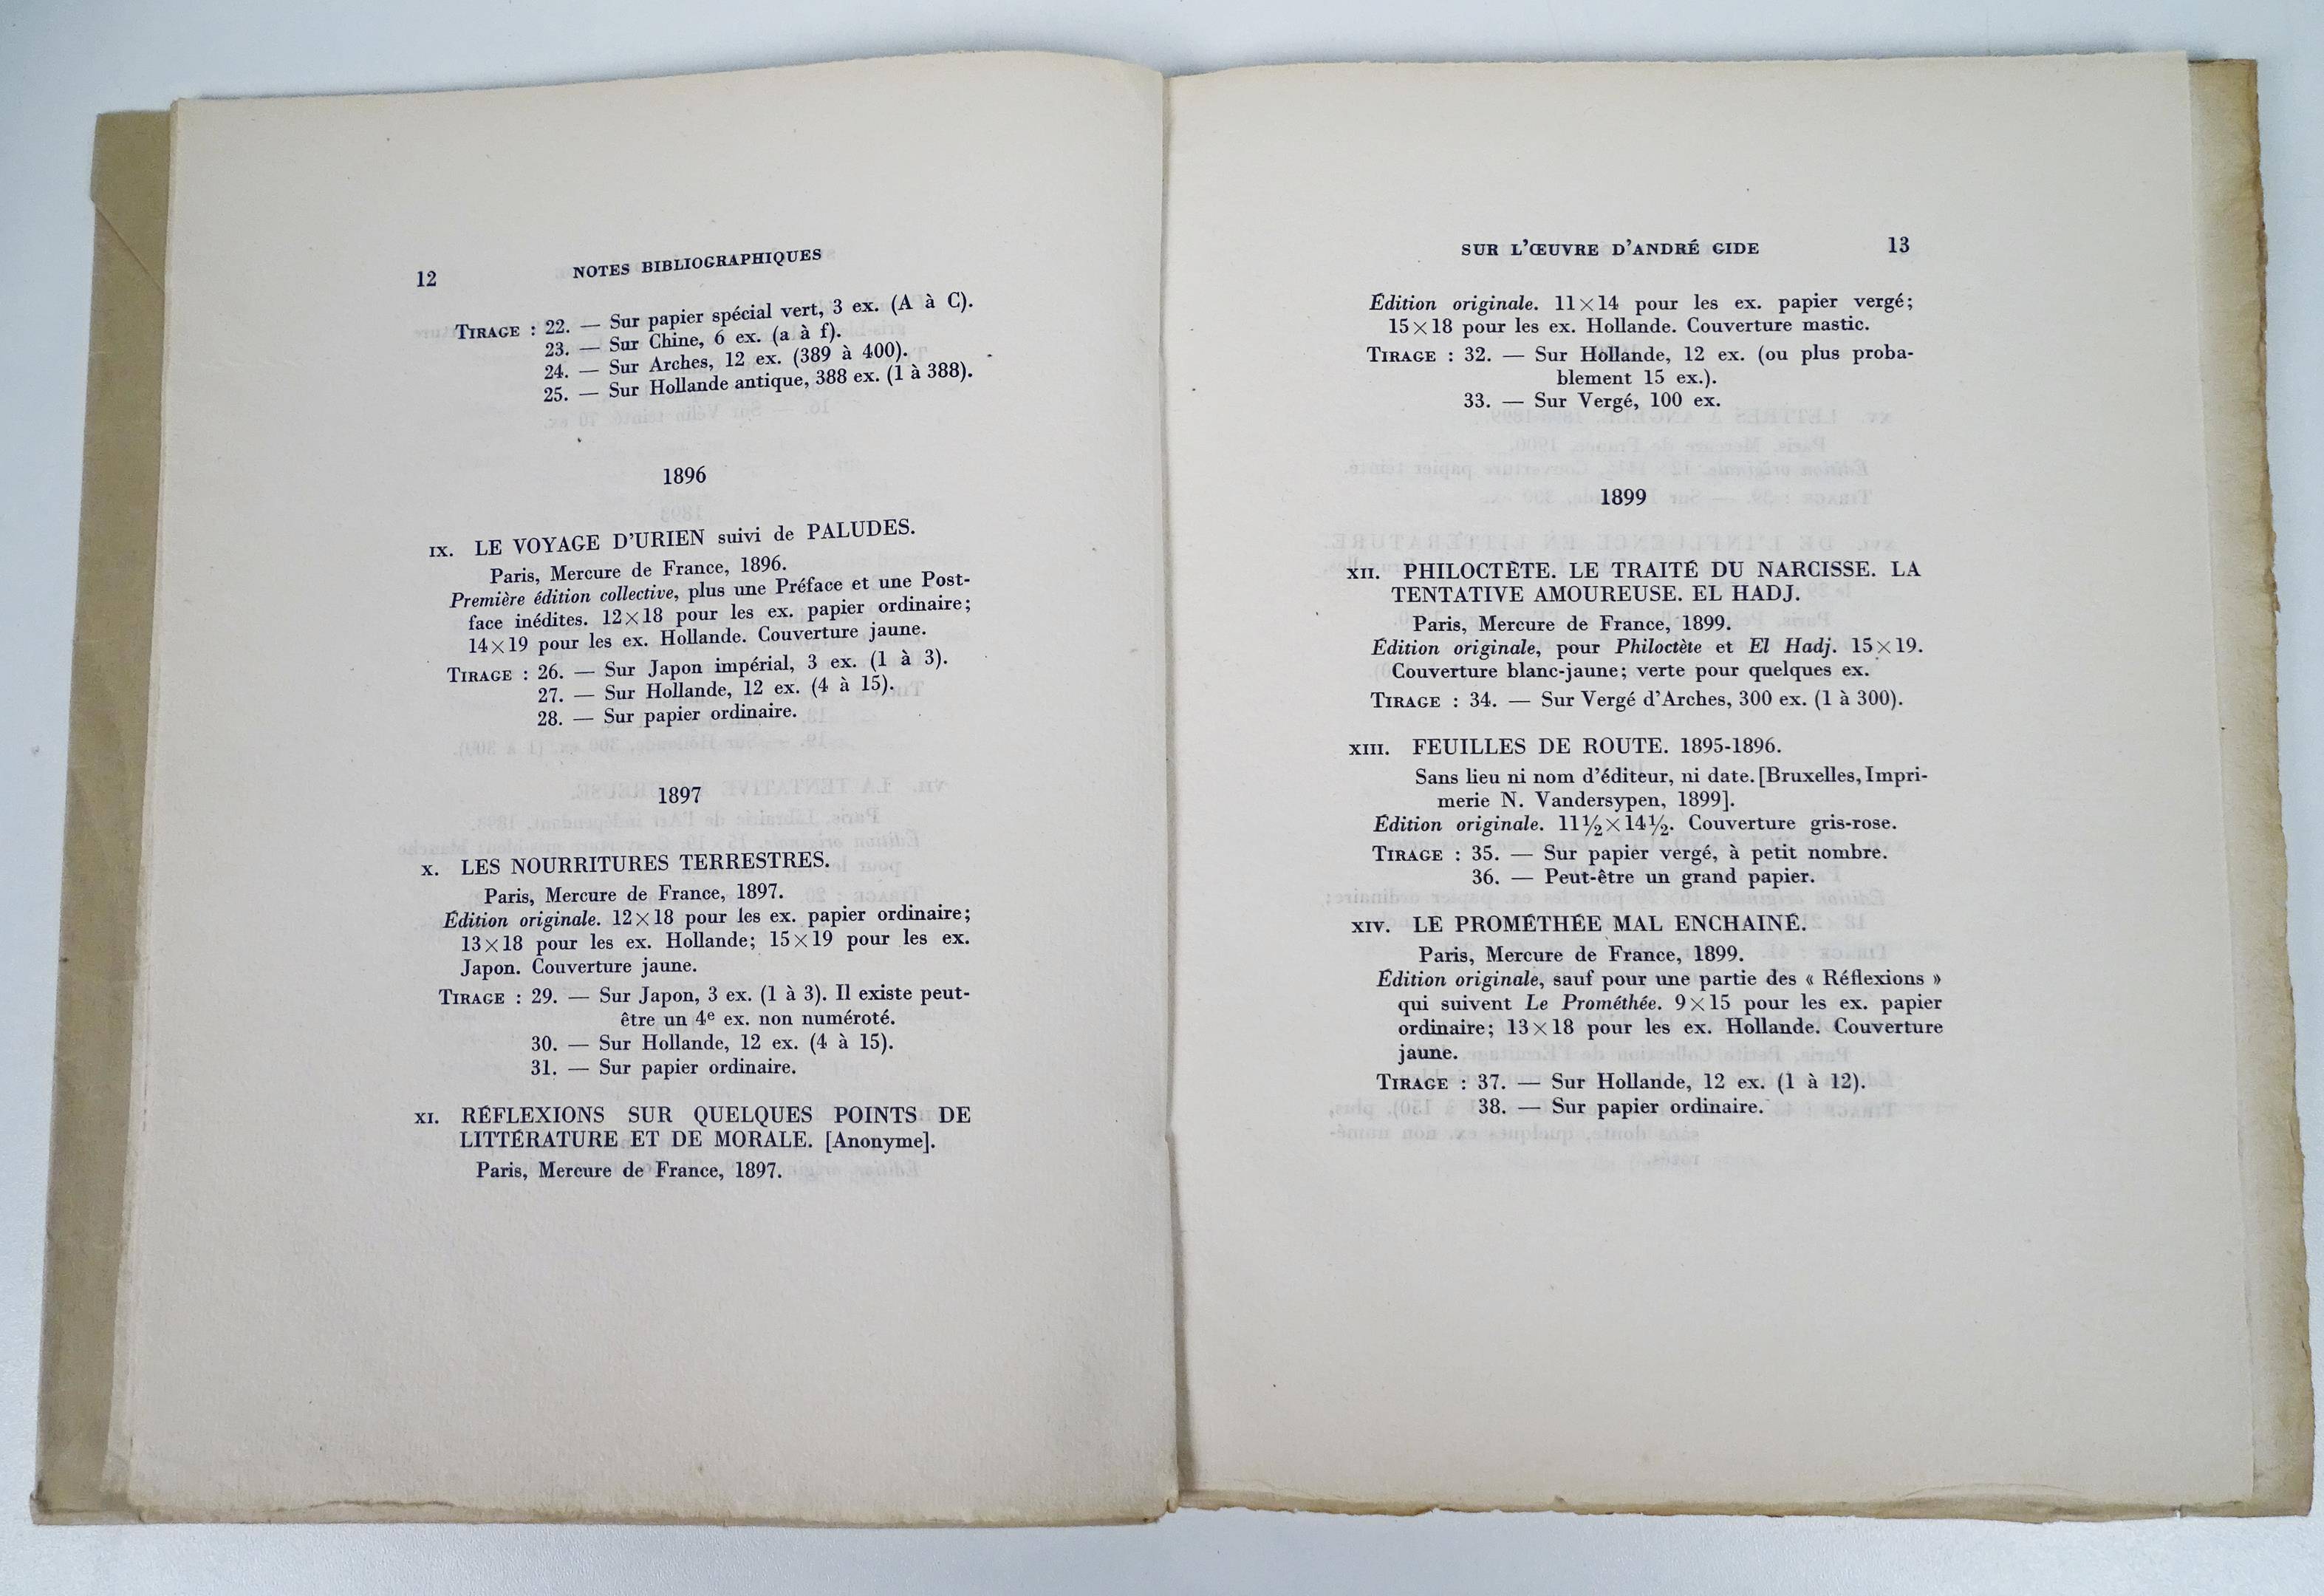 12 NOTES BIBLIOGRAPHIQUES
TIRAGE : 22. — Sur papier spécial vert, 3 ex. (A à C).
23. — Sur Chine, 6 ex. (a à f).
24. — Sur Arches, 12 ex. (389 à 400).
25. — Sur Hollande antique, 388 ex. (1 à 388).
1896
IX. LE VOYAGE D'URIEN suivi de PALUDES.
Paris, Mercure de France, 1896.
Première édition collective, plus une Préface et une Post-
face inédites. 12×18 pour les ex. papier ordinaire;
14×19 pour les ex. Hollande. Couverture jaune.
TIRAGE : 26. — Sur Japon impérial, 3 ex. (1 à 3).
27. — Sur Hollande, 12 ex. (4 à 15).
28. — Sur papier ordinaire.
1897
X. LES NOURRITURES TERRESTRES.
Paris, Mercure de France, 1897.
Édition originale. 12×18 pour les ex. papier ordinaire;
13×18 pour les ex. Hollande; 15×19 pour les ex.
Japon. Couverture jaune.
TIRAGE : 29. — Sur Japon, 3 ex. (1 à 3). Il existe peut-
être un 4e ex. non numéroté.
30. — Sur Hollande, 12 ex. (4 à 15).
31. — Sur papier ordinaire.
XI. RÉFLEXIONS SUR QUELQUES POINTS DE
LITTÉRATURE ET DE MORALE. [Anonyme].
Paris, Mercure de France, 1897.
SUR L'ŒUVRE D'ANDRÉ GIDE 13
Édition originale. 11×14 pour les ex. papier vergé;
15×18 pour les ex. Hollande. Couverture mastic.
TIRAGE : 32. — Sur Hollande, 12 ex. (ou plus proba-
blement 15 ex.).
33. — Sur Vergé, 100 ex.
1899
XII. PHILOCTÈTE. LE TRAITÉ DU NARCISSE. LA
TENTATIVE AMOUREUSE. EL HADJ.
Paris, Mercure de France, 1899.
Édition originale, pour Philoctète et El Hadj. 15×19.
Couverture blanc-jaune; verte pour quelques ex.
TIRAGE : 34. — Sur Vergé d'Arches, 300 ex. (1 à 300).
XIII. FEUILLES DE ROUTE. 1895-1896.
Sans lieu ni nom d'éditeur, ni date. [Bruxelles, Impri-
merie N. Vandersypen, 1899].
Édition originale. 11½×14½. Couverture gris-rose.
TIRAGE : 35. — Sur papier vergé, à petit nombre.
36. — Peut-être un grand papier.
XIV. LE PROMÉTHÉE MAL ENCHAINÉ.
Paris, Mercure de France, 1899.
Édition originale, sauf pour une partie des « Réflexions »
qui suivent Le Prométhée. 9×15 pour les ex. papier
ordinaire; 13×18 pour les ex. Hollande. Couverture
jaune.
TIRAGE : 37. — Sur Hollande, 12 ex. (1 à 12).
38. — Sur papier ordinaire.